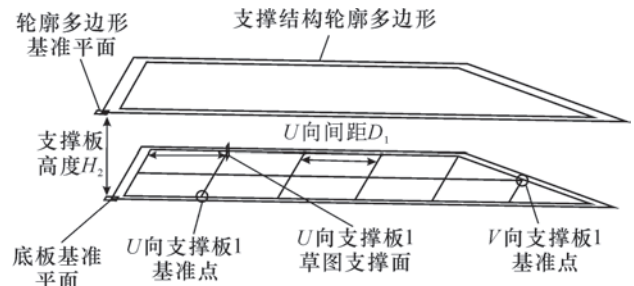 轮廓多边形
基准平面
支撑结构轮廓多边形
支撑板
高度H₂
U向间距D₁
底板基准
平面
U向支撑板1
基准点
U向支撑板1
草图支撑面
V向支撑板1
基准点